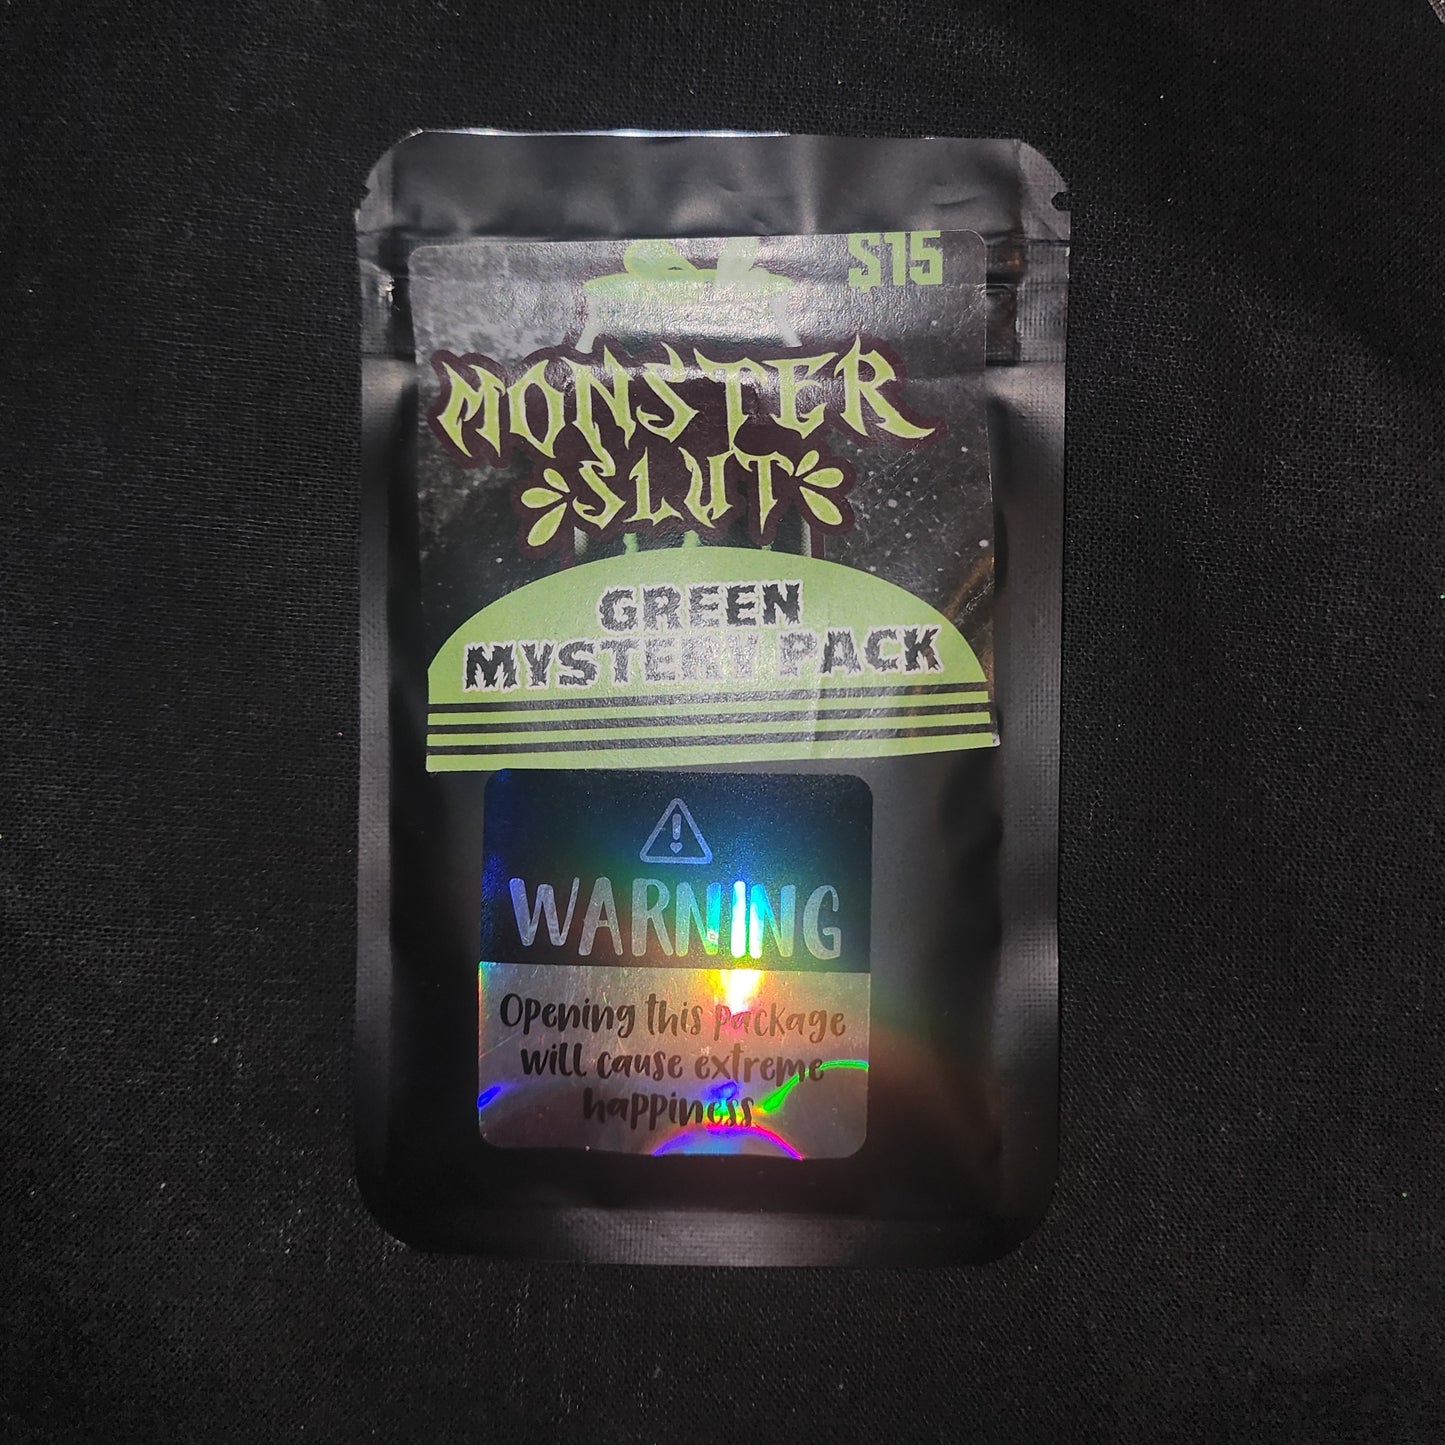 $15
MONSTER
SLUT
GREEN
MYSTERY PACK
WARNING
Opening this package
will cause extreme
happiness